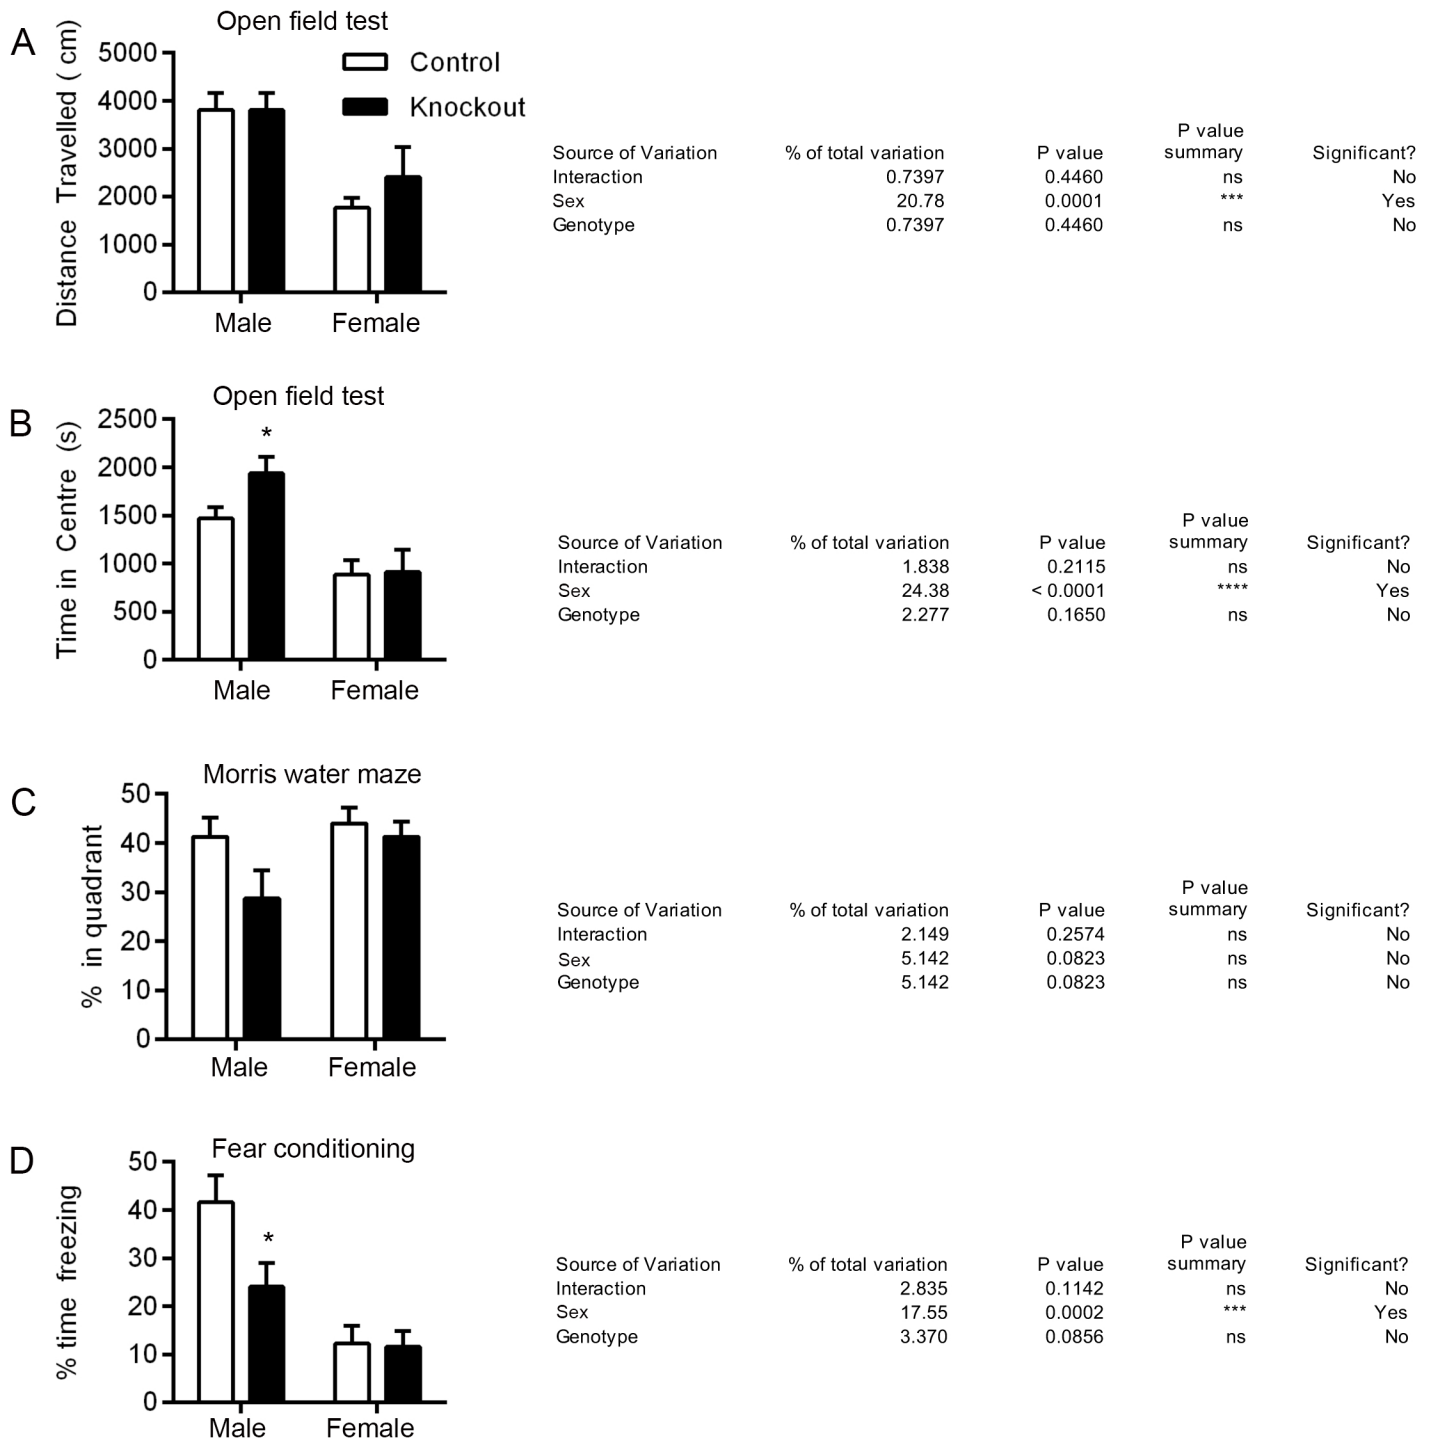 A
Open field test
Distance Travelled ( cm)
5000
4000
3000
2000
1000
0
Control
Knockout
Male Female
P value
Source of Variation % of total variation P value summary Significant?
Interaction 0.7397 0.4460 ns No
Sex 20.78 0.0001 *** Yes
Genotype 0.7397 0.4460 ns No
B
Open field test
Time in Centre (s)
2500
2000
1500
1000
500
0
*
Male Female
P value
Source of Variation % of total variation P value summary Significant?
Interaction 1.838 0.2115 ns No
Sex 24.38 < 0.0001 **** Yes
Genotype 2.277 0.1650 ns No
C
Morris water maze
% in quadrant
50
40
30
20
10
0
Male Female
P value
Source of Variation % of total variation P value summary Significant?
Interaction 2.149 0.2574 ns No
Sex 5.142 0.0823 ns No
Genotype 5.142 0.0823 ns No
D
Fear conditioning
% time freezing
50
40
30
20
10
0
*
Male Female
P value
Source of Variation % of total variation P value summary Significant?
Interaction 2.835 0.1142 ns No
Sex 17.55 0.0002 *** Yes
Genotype 3.370 0.0856 ns No